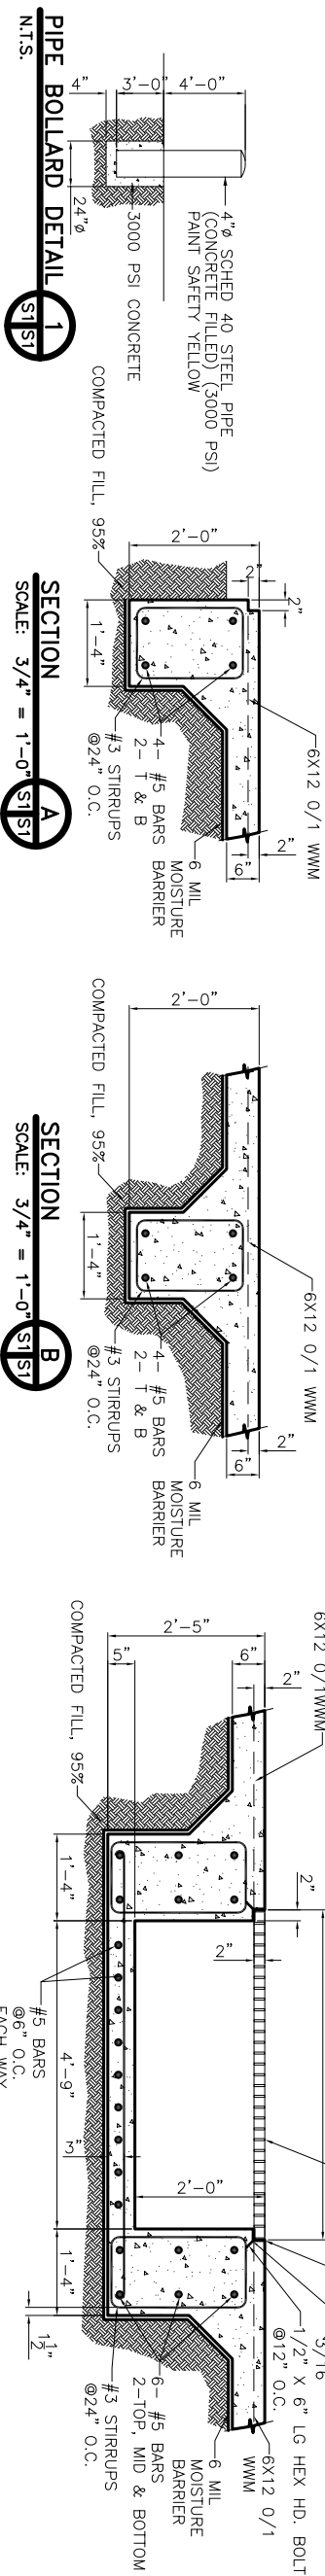 4'-0"
3'-0"
4"
24"ø
4"ø SCHED 40 STEEL PIPE
(CONCRETE FILLED) (3000 PSI)
PAINT SAFETY YELLOW
3000 PSI CONCRETE
PIPE BOLLARD DETAIL
N.T.S.
1
S1 S1
2'-0"
2"
2"
6X12 0/1 WWM
2"
6"
1'-4"
6 MIL
MOISTURE
BARRIER
4- #5 BARS
2- T & B
#3 STIRRUPS
@24" O.C.
COMPACTED FILL, 95%
SECTION
SCALE: 3/4" = 1'-0"
A
S1 S1
2'-0"
6X12 0/1 WWM
2"
6"
1'-4"
6 MIL
MOISTURE
BARRIER
4- #5 BARS
2- T & B
#3 STIRRUPS
@24" O.C.
COMPACTED FILL, 95%
SECTION
SCALE: 3/4" = 1'-0"
B
S1 S1
6X12 0/1WWM
2'-5"
5"
6"
2"
2"
2"
3/16
1/2" X 6" LG HEX HD. BOLT
@12" O.C.
6X12 0/1
WWM
2'-0"
3"
1'-4"
4'-9"
1'-4"
1 1/2"
6 MIL
MOISTURE
BARRIER
6- #5 BARS
2-TOP, MID & BOTTOM
#3 STIRRUPS
@24" O.C.
#5 BARS
@6" O.C.
EACH WAY
COMPACTED FILL, 95%